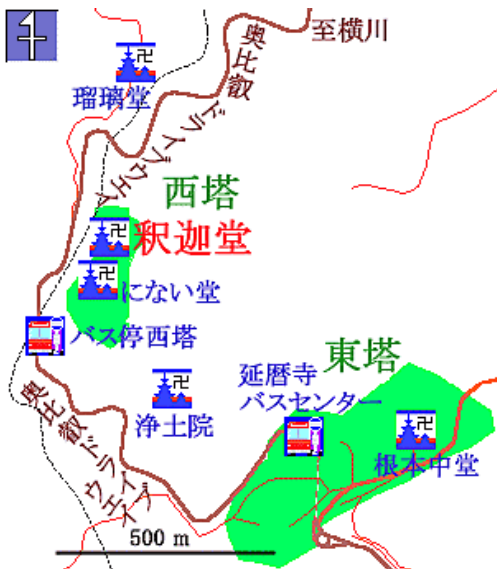 至横川
奥比叡
ドライブウエイ
瑠璃堂
西塔
釈迦堂
にない堂
バス停西塔
東塔
延暦寺
バスセンター
浄土院
根本中堂
奥比叡ドライブ
ウエイ
500 m